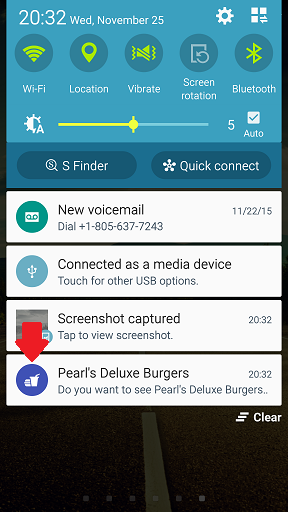 20:32 Wed, November 25
Wi-Fi
Location
Vibrate
Screen
rotation
Bluetooth
A
5
Auto
S
S Finder
Quick connect
New voicemail
11/22/15
Dial +1-805-637-7243
Connected as a media device
Touch for other USB options.
Screenshot captured
20:32
Tap to view screenshot.
Pearl's Deluxe Burgers
20:32
Do you want to see Pearl's Deluxe Burgers..
Clear